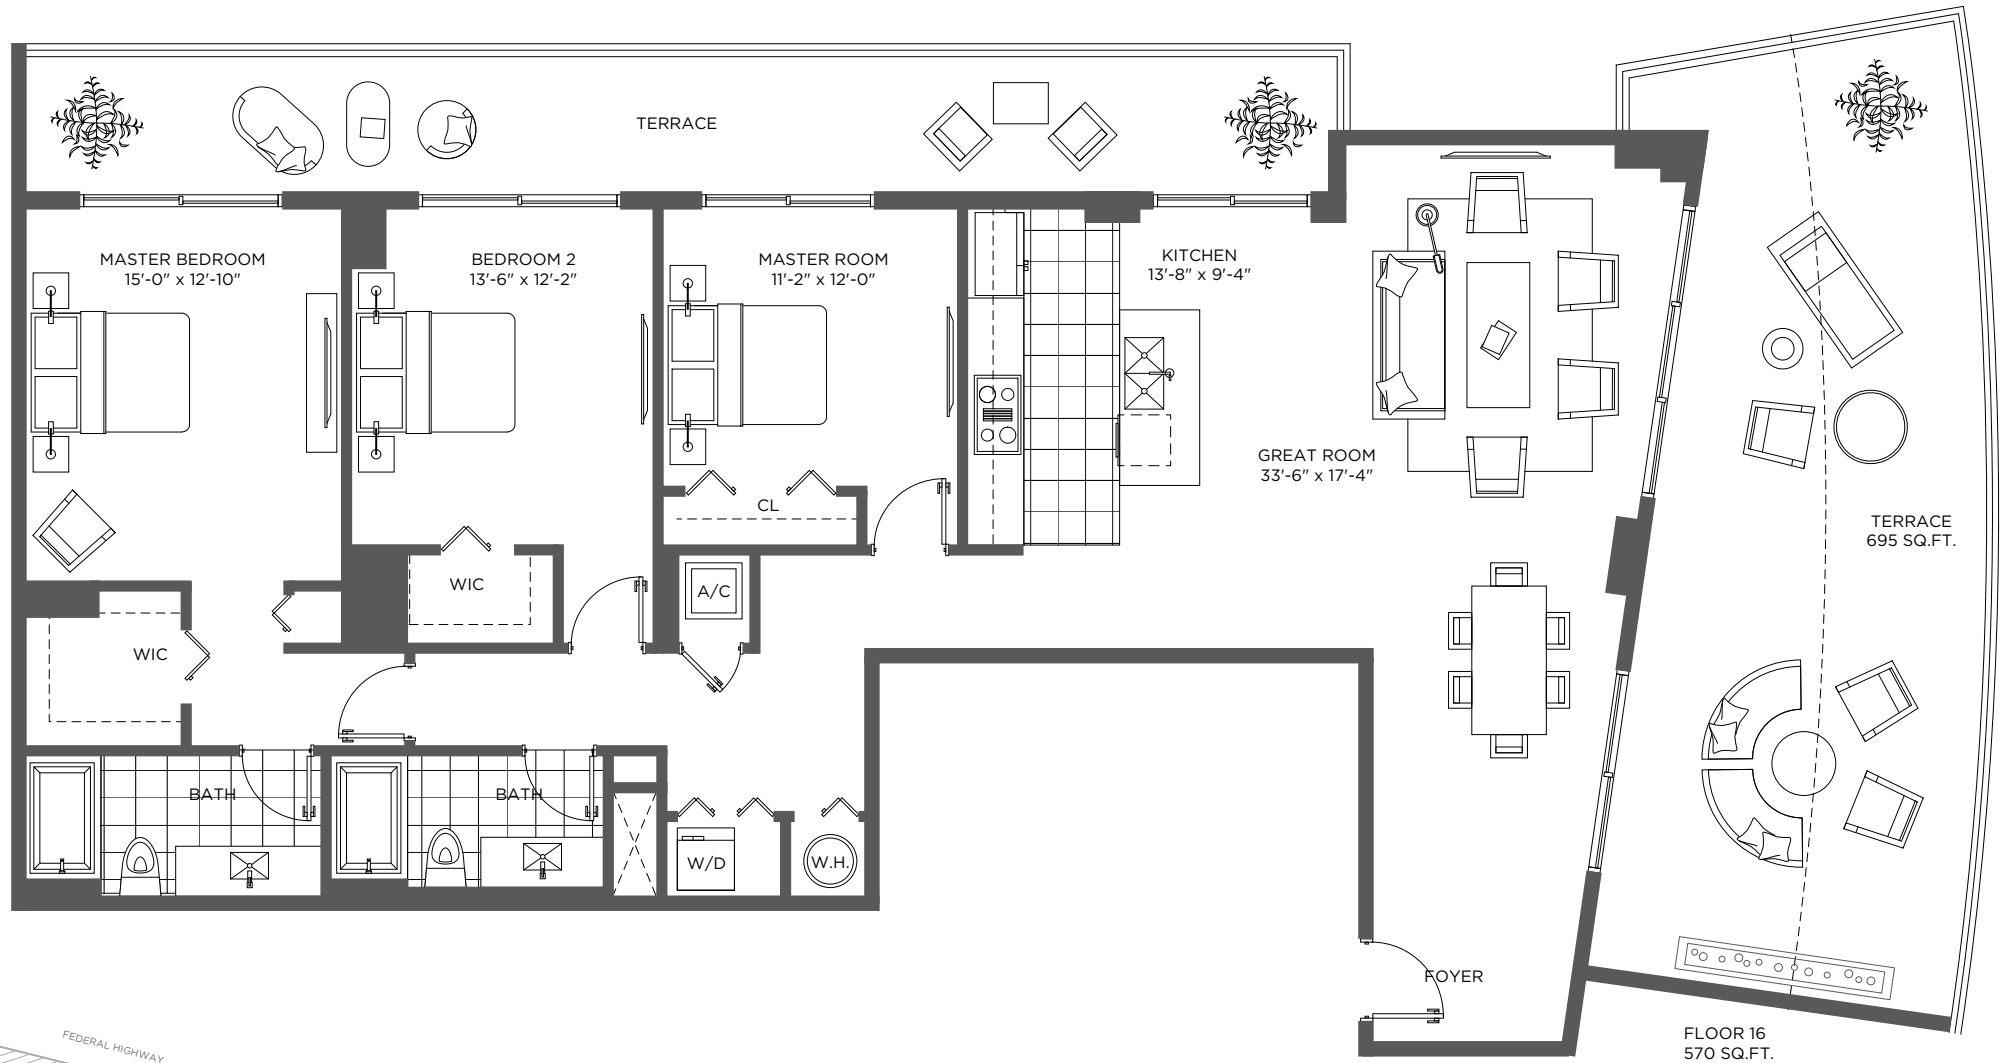 TERRACE
MASTER BEDROOM
15'-0" x 12'-10"
BEDROOM 2
13'-6" x 12'-2"
MASTER ROOM
11'-2" x 12'-0"
KITCHEN
13'-8" x 9'-4"
GREAT ROOM
33'-6" x 17'-4"
CL
TERRACE
695 SQ.FT.
WIC
A/C
WIC
BATH
BATH
W/D
W.H.
FOYER
FLOOR 16
570 SQ.FT.
FEDERAL HIGHWAY